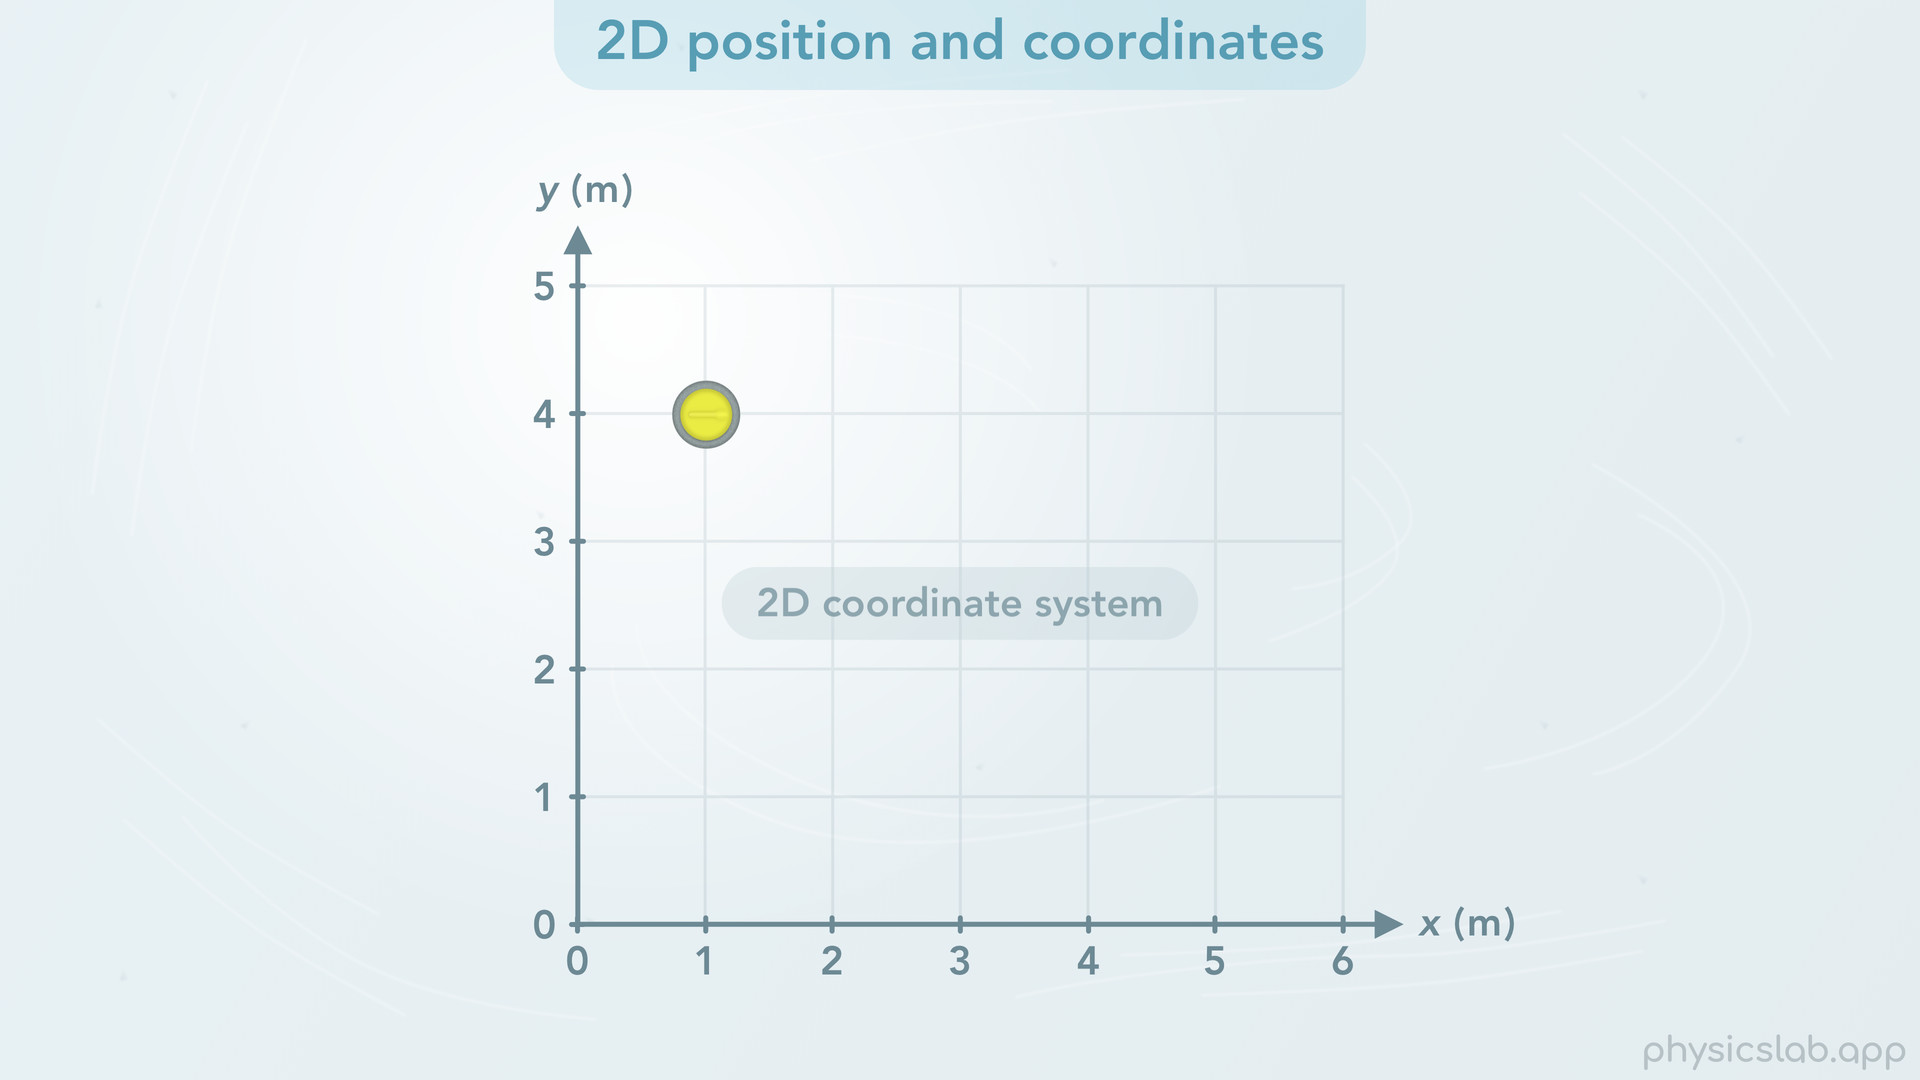 2D position and coordinates
y (m)
5
4
3
2D coordinate system
2
1
0
x (m)
0 1 2 3 4 5 6
physicslab.app